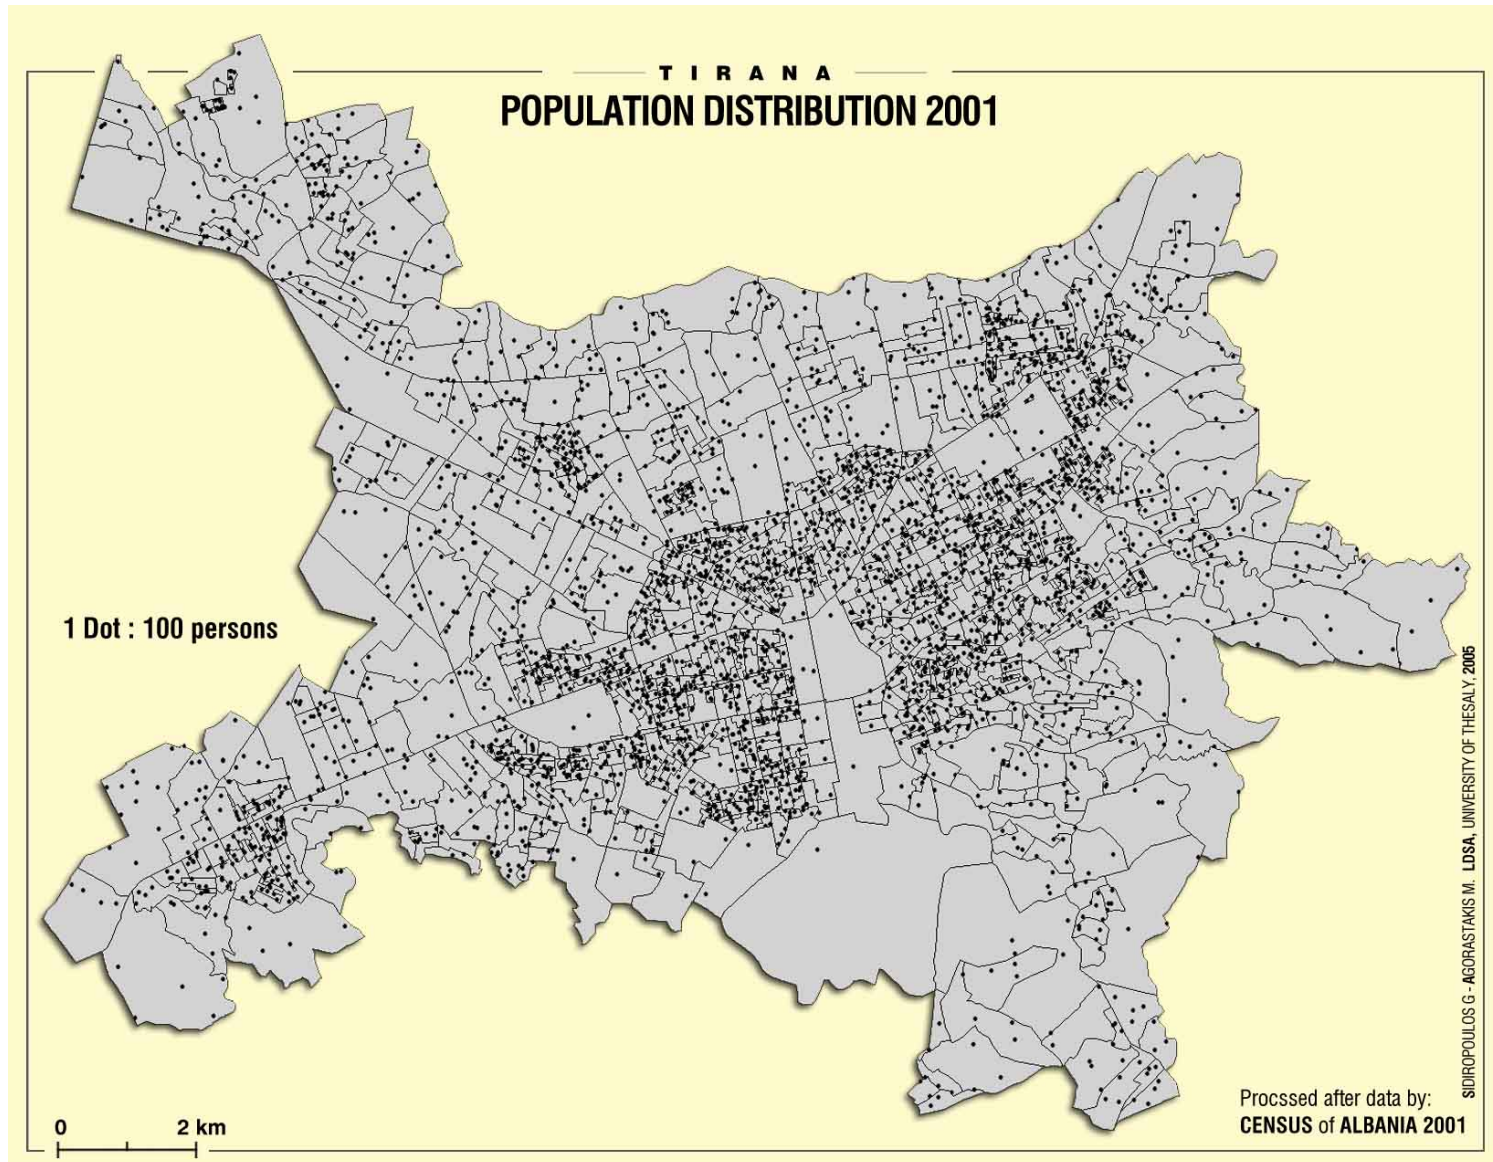 TIRANA
POPULATION DISTRIBUTION 2001
1 Dot : 100 persons
SIDIROPOULOS G - AGORASTAKIS M. LDSA, UNIVERSITY OF THESALY, 2005
0 2 km
Procssed after data by:
CENSUS of ALBANIA 2001